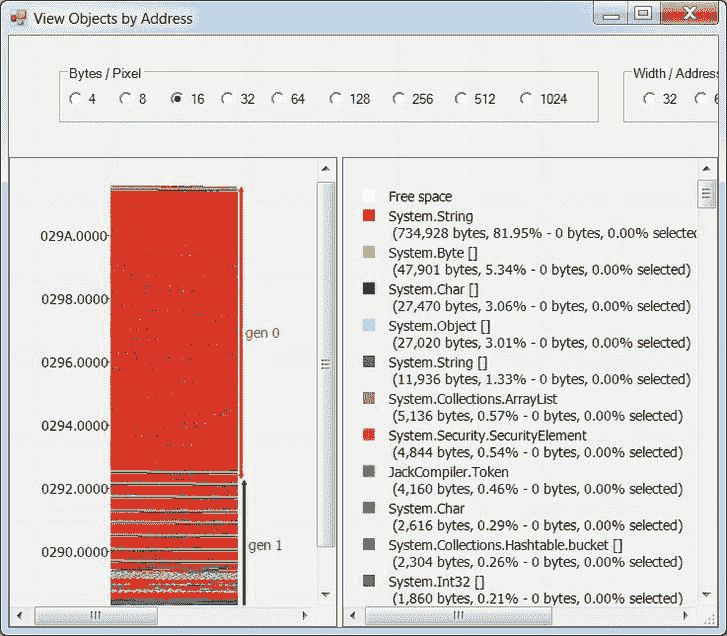 View Objects by Address
Bytes / Pixel
4 8 16 32 64 128 256 512 1024
Width / Addres
32
029A.0000
0298.0000
0296.0000
0294.0000
0292.0000
0290.0000
gen 0
gen 1
Free space
System.String
(734,928 bytes, 81.95% - 0 bytes, 0.00% selected
System.Byte []
(47,901 bytes, 5.34% - 0 bytes, 0.00% selected)
System.Char []
(27,470 bytes, 3.06% - 0 bytes, 0.00% selected)
System.Object []
(27,020 bytes, 3.01% - 0 bytes, 0.00% selected)
System.String []
(11,936 bytes, 1.33% - 0 bytes, 0.00% selected)
System.Collections.ArrayList
(5,136 bytes, 0.57% - 0 bytes, 0.00% selected)
System.Security.SecurityElement
(4,844 bytes, 0.54% - 0 bytes, 0.00% selected)
JackCompiler.Token
(4,160 bytes, 0.46% - 0 bytes, 0.00% selected)
System.Char
(2,616 bytes, 0.29% - 0 bytes, 0.00% selected)
System.Collections.Hashtable.bucket []
(2,304 bytes, 0.26% - 0 bytes, 0.00% selected)
System.Int32 []
(1,860 bytes, 0.21% - 0 bytes, 0.00% selected)